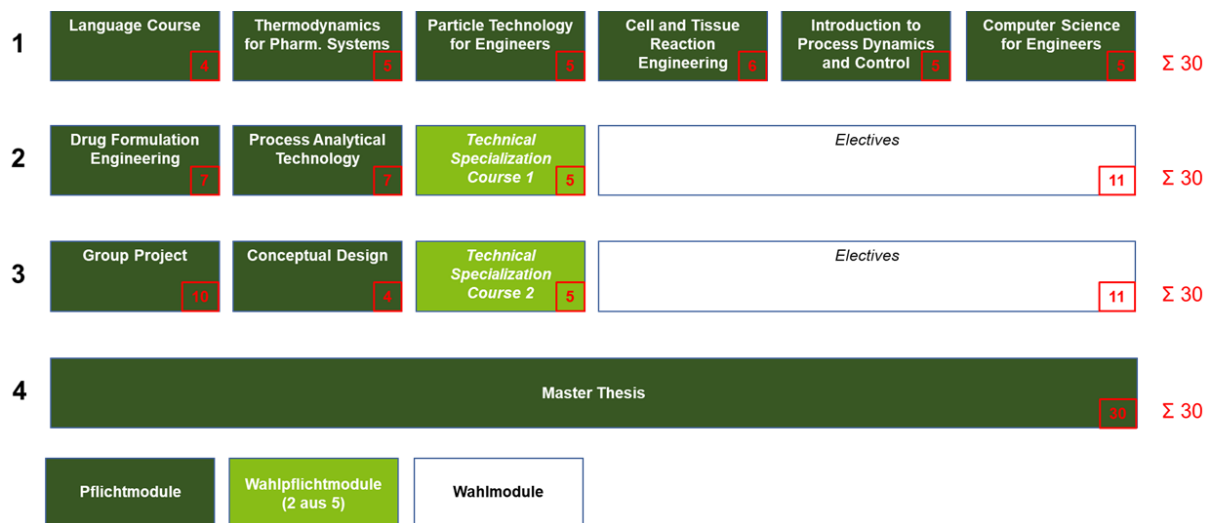 1
Language Course
4
Thermodynamics
for Pharm. Systems
5
Particle Technology
for Engineers
5
Cell and Tissue
Reaction
Engineering
6
Introduction to
Process Dynamics
and Control
5
Computer Science
for Engineers
5
Σ 30
2
Drug Formulation
Engineering
7
Process Analytical
Technology
7
Technical
Specialization
Course 1
5
Electives
11
Σ 30
3
Group Project
10
Conceptual Design
4
Technical
Specialization
Course 2
5
Electives
11
Σ 30
4
Master Thesis
30
Σ 30
Pflichtmodule
Wahlpflichtmodule
(2 aus 5)
Wahlmodule